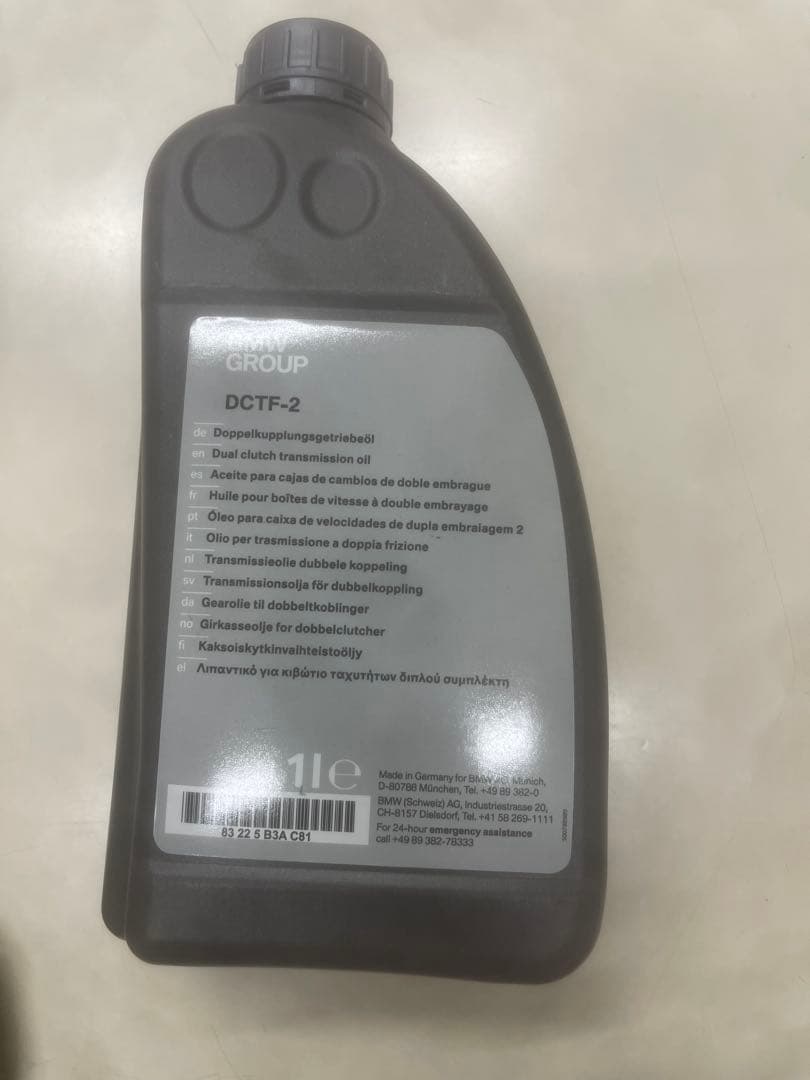 BMW
GROUP
DCTF-2
de Doppelkupplungsgetriebeöl
en Dual clutch transmission oil
es Aceite para cajas de cambios de doble embrague
fr Huile pour boîtes de vitesse à double embrayage
pt Óleo para caixa de velocidades de dupla embraiagem 2
it Olio per trasmissione a doppia frizione
nl Transmissieolie dubbele koppeling
sv Transmissionsolja för dubbelkoppling
da Gearolie til dobbeltkoblinger
no Girkasseolje for dobbelclutcher
fi Kaksoiskytkinvaihteistoöljy
el Λιπαντικό για κιβώτιο ταχυτήτων διπλού συμπλέκτη
1l e
Made in Germany for BMW AG, Munich,
D-80788 München, Tel. +49 89 382-0
BMW (Schweiz) AG, Industriestrasse 20,
CH-8157 Dielsdorf, Tel. +41 58 269-1111
For 24-hour emergency assistance
call +49 89 382-78333
83 22 5 B3A C81